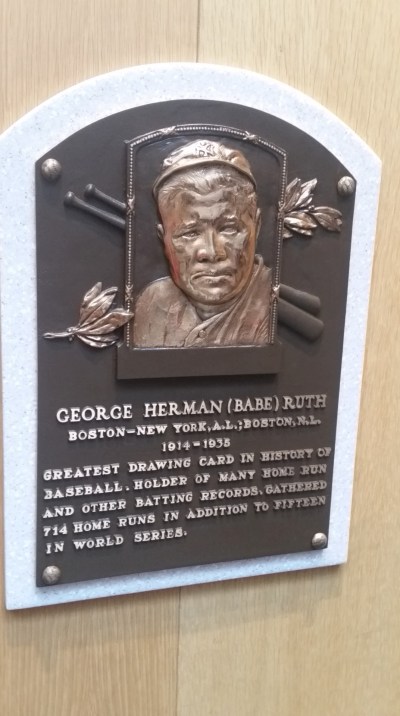 GEORGE HERMAN (BABE) RUTH
BOSTON-NEW YORK, A.L.; BOSTON, N.L.
1914-1935
GREATEST DRAWING CARD IN HISTORY OF
BASEBALL. HOLDER OF MANY HOME RUN
AND OTHER BATTING RECORDS. GATHERED
714 HOME RUNS IN ADDITION TO FIFTEEN
IN WORLD SERIES.